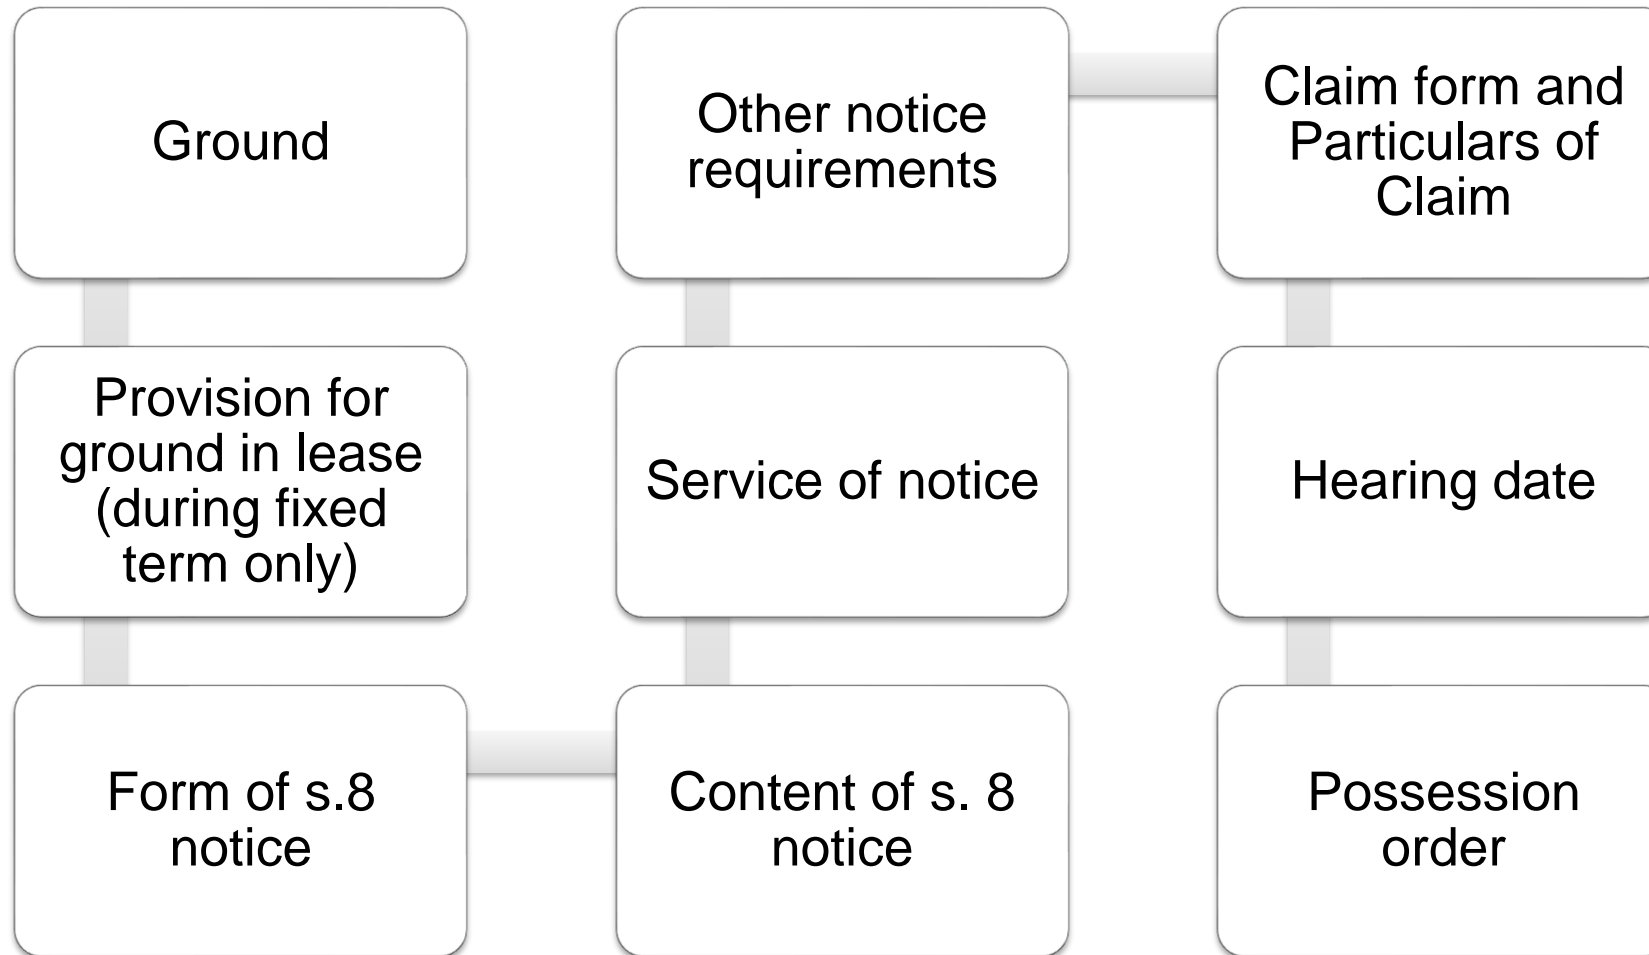 Ground
Provision for
ground in lease
(during fixed
term only)
Form of s.8
notice
Content of s. 8
notice
Service of notice
Other notice
requirements
Claim form and
Particulars of
Claim
Hearing date
Possession
order